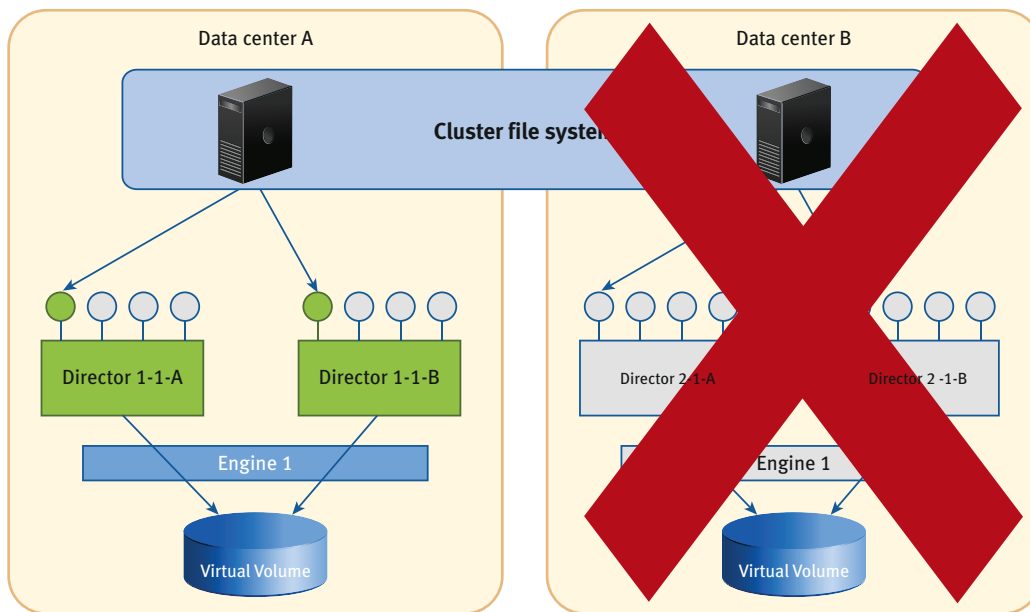 Data center A
Data center B
Cluster file system
Director 1-1-A
Director 1-1-B
Director 2-1-A
Director 2 -1-B
Engine 1
Engine 1
Virtual Volume
Virtual Volume